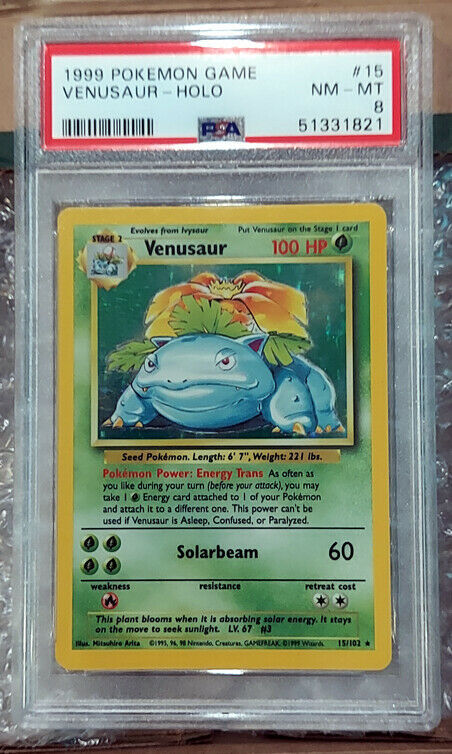 1999 POKEMON GAME #15
VENUSAUR - HOLO NM - MT
8
PSA 51331821
Evolves from Ivysaur Put Venusaur on the Stage 1 card
STAGE 2 Venusaur 100 HP
Seed Pokémon. Length: 6' 7", Weight: 221 lbs.
Pokémon Power: Energy Trans As often as
you like during your turn (before your attack), you may
take 1 Energy card attached to 1 of your Pokémon
and attach it to a different one. This power can't be
used if Venusaur is Asleep, Confused, or Paralyzed.
Solarbeam 60
weakness resistance retreat cost
This plant blooms when it is absorbing solar energy. It stays
on the move to seek sunlight. LV. 67 #3
Illus. Mitsuhiro Arita ©1995, 96, 98 Nintendo, Creatures, GAMEFREAK. ©1999 Wizards. 15/102 ★